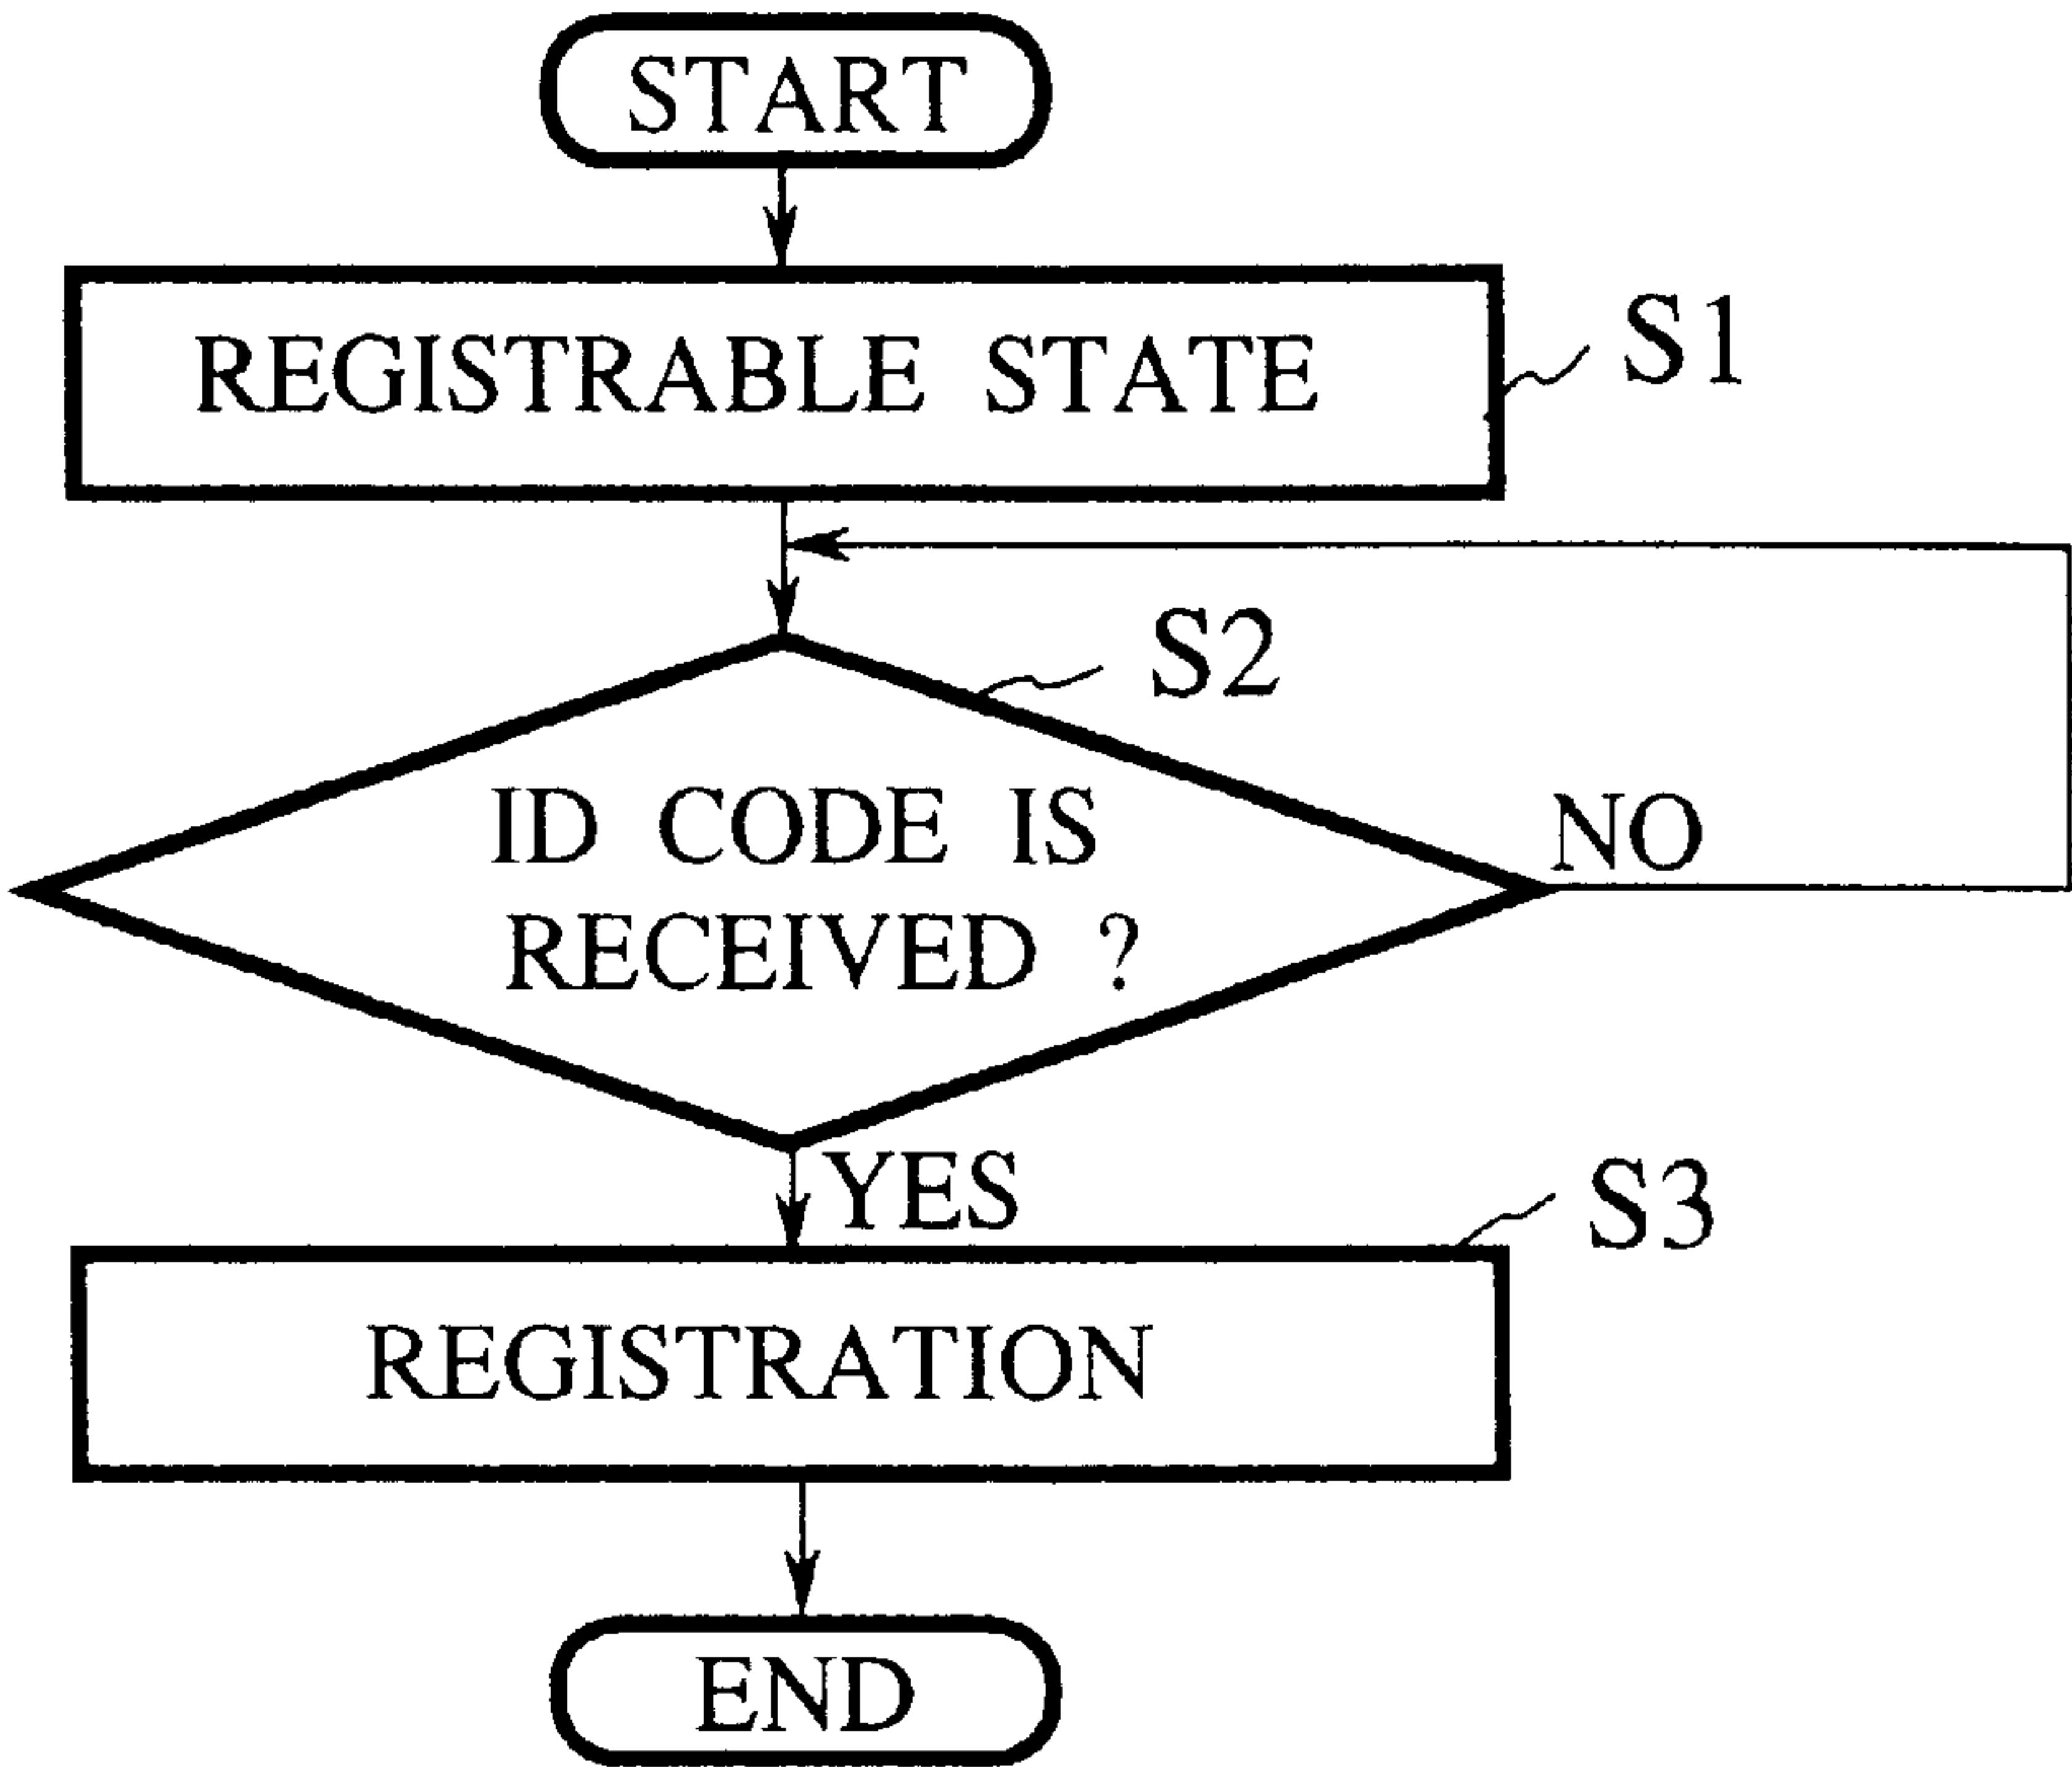 START
REGISTRABLE STATE
S1
S2
ID CODE IS
RECEIVED ?
NO
YES
S3
REGISTRATION
END